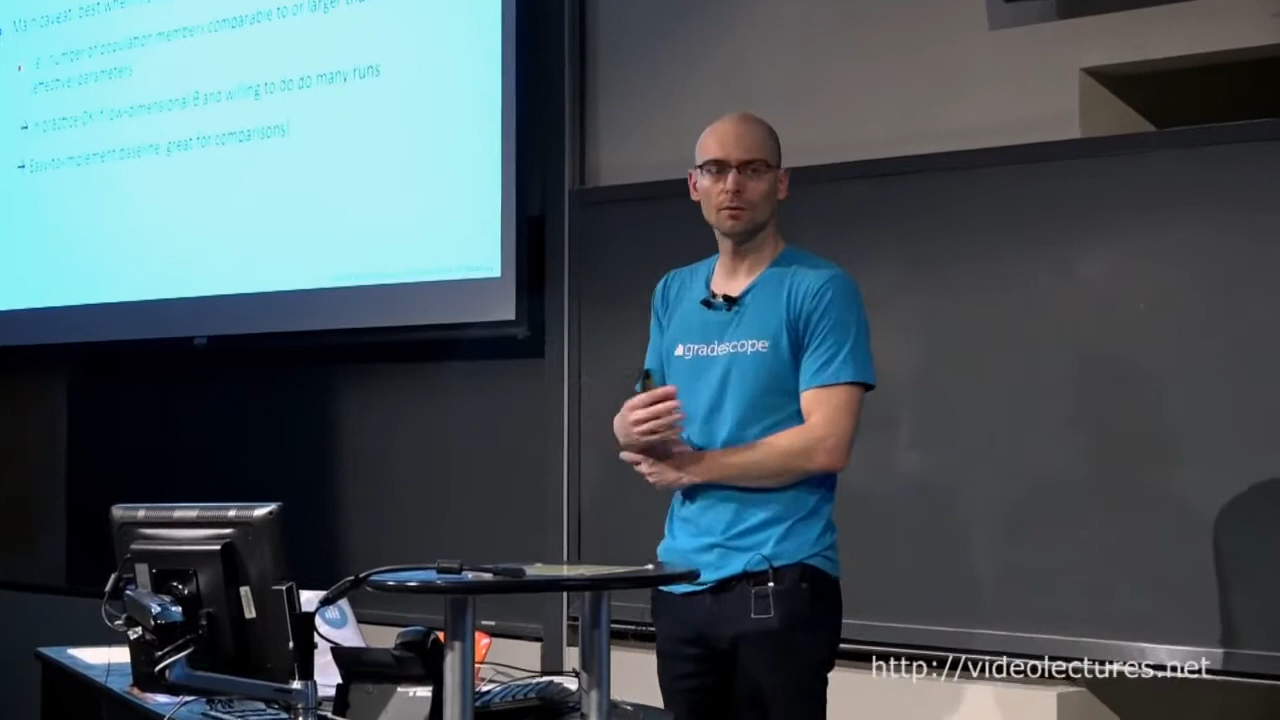 Main caveat: best when
number of population members comparable to or larger than
(effective) parameters
→ In practice OK if low-dimensional θ and willing to do do many runs
→ Easy-to-implement baseline, great for comparisons!
gradescope
http://videolectures.net